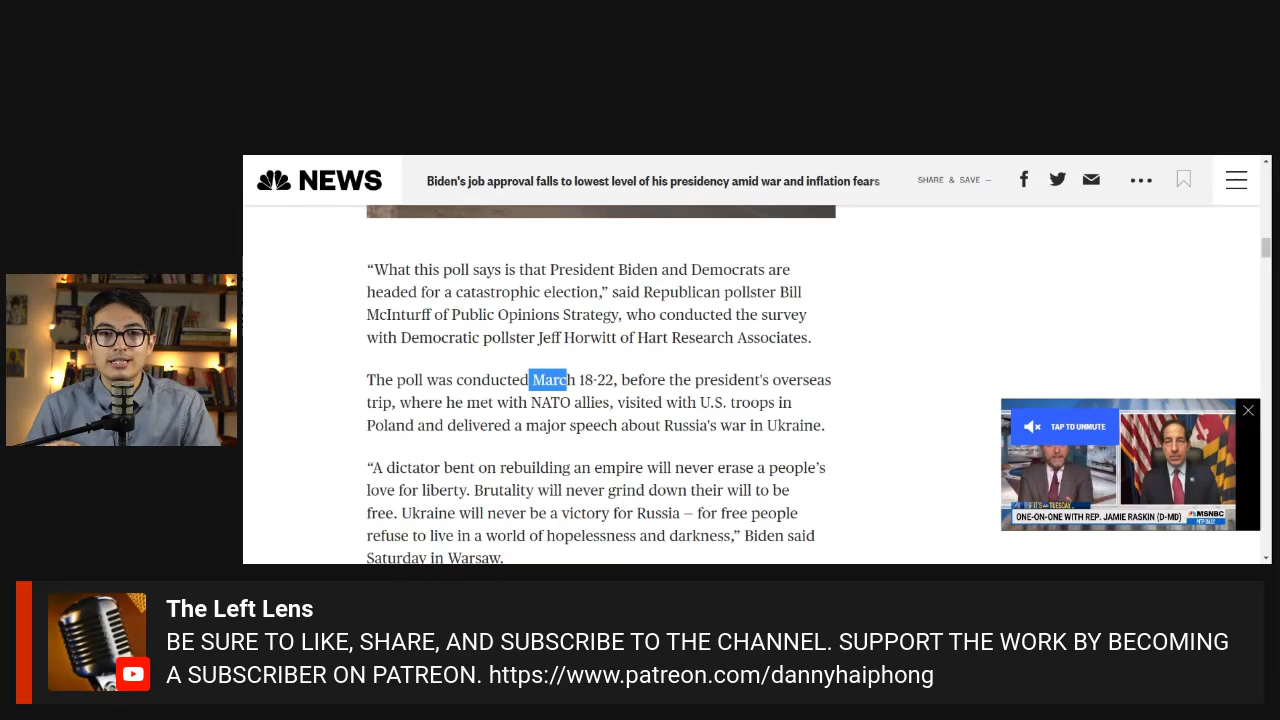 NEWS
Biden's job approval falls to lowest level of his presidency amid war and inflation fears
SHARE & SAVE —
“What this poll says is that President Biden and Democrats are
headed for a catastrophic election,” said Republican pollster Bill
McInturff of Public Opinions Strategy, who conducted the survey
with Democratic pollster Jeff Horwitt of Hart Research Associates.
The poll was conducted March 18-22, before the president's overseas
trip, where he met with NATO allies, visited with U.S. troops in
Poland and delivered a major speech about Russia’s war in Ukraine.
“A dictator bent on rebuilding an empire will never erase a people’s
love for liberty. Brutality will never grind down their will to be
free. Ukraine will never be a victory for Russia – for free people
refuse to live in a world of hopelessness and darkness,” Biden said
Saturday in Warsaw.
TAP TO UNMUTE
IF IT'S TUESDAY
ONE-ON-ONE WITH REP. JAMIE RASKIN (D-MD)
MSNBC
MTP DAILY
The Left Lens
BE SURE TO LIKE, SHARE, AND SUBSCRIBE TO THE CHANNEL. SUPPORT THE WORK BY BECOMING
A SUBSCRIBER ON PATREON. https://www.patreon.com/dannyhaiphong